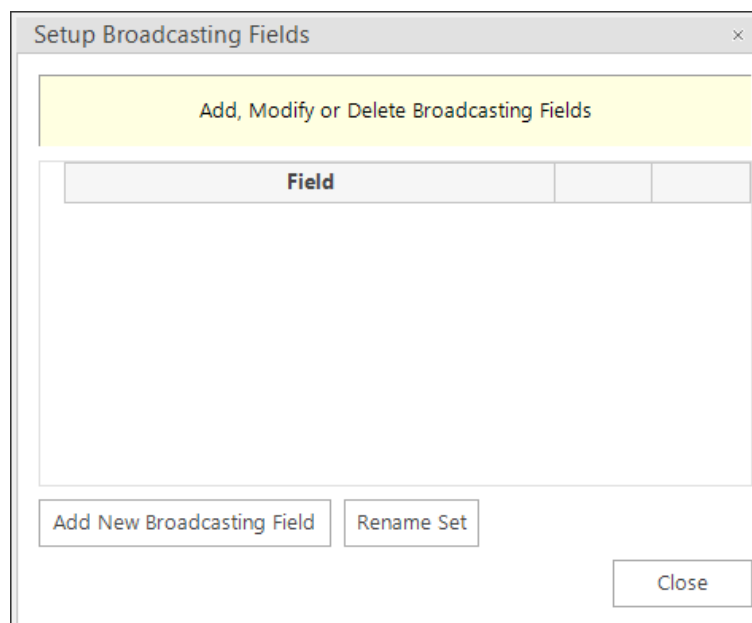 Setup Broadcasting Fields
Add, Modify or Delete Broadcasting Fields
Field
Add New Broadcasting Field
Rename Set
Close